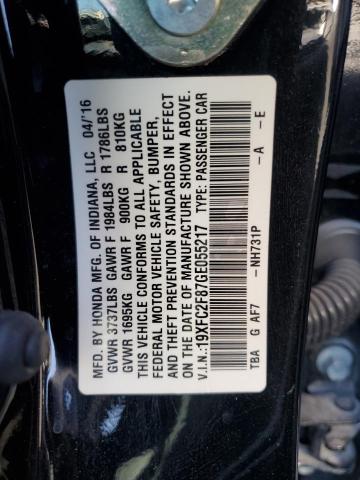 MFD. BY HONDA MFG. OF INDIANA, LLC 04/'16
GVWR 3737LBS GAWR F 1984LBS R 1786LBS
GVWR 1695KG GAWR F 900KG R 810KG
THIS VEHICLE CONFORMS TO ALL APPLICABLE
FEDERAL MOTOR VEHICLE SAFETY, BUMPER,
AND THEFT PREVENTION STANDARDS IN EFFECT
ON THE DATE OF MANUFACTURE SHOWN ABOVE.
V.I.N.:19XFC2F87GE055217 TYPE: PASSENGER CAR
TBA G AF7 -NH731P -A -E